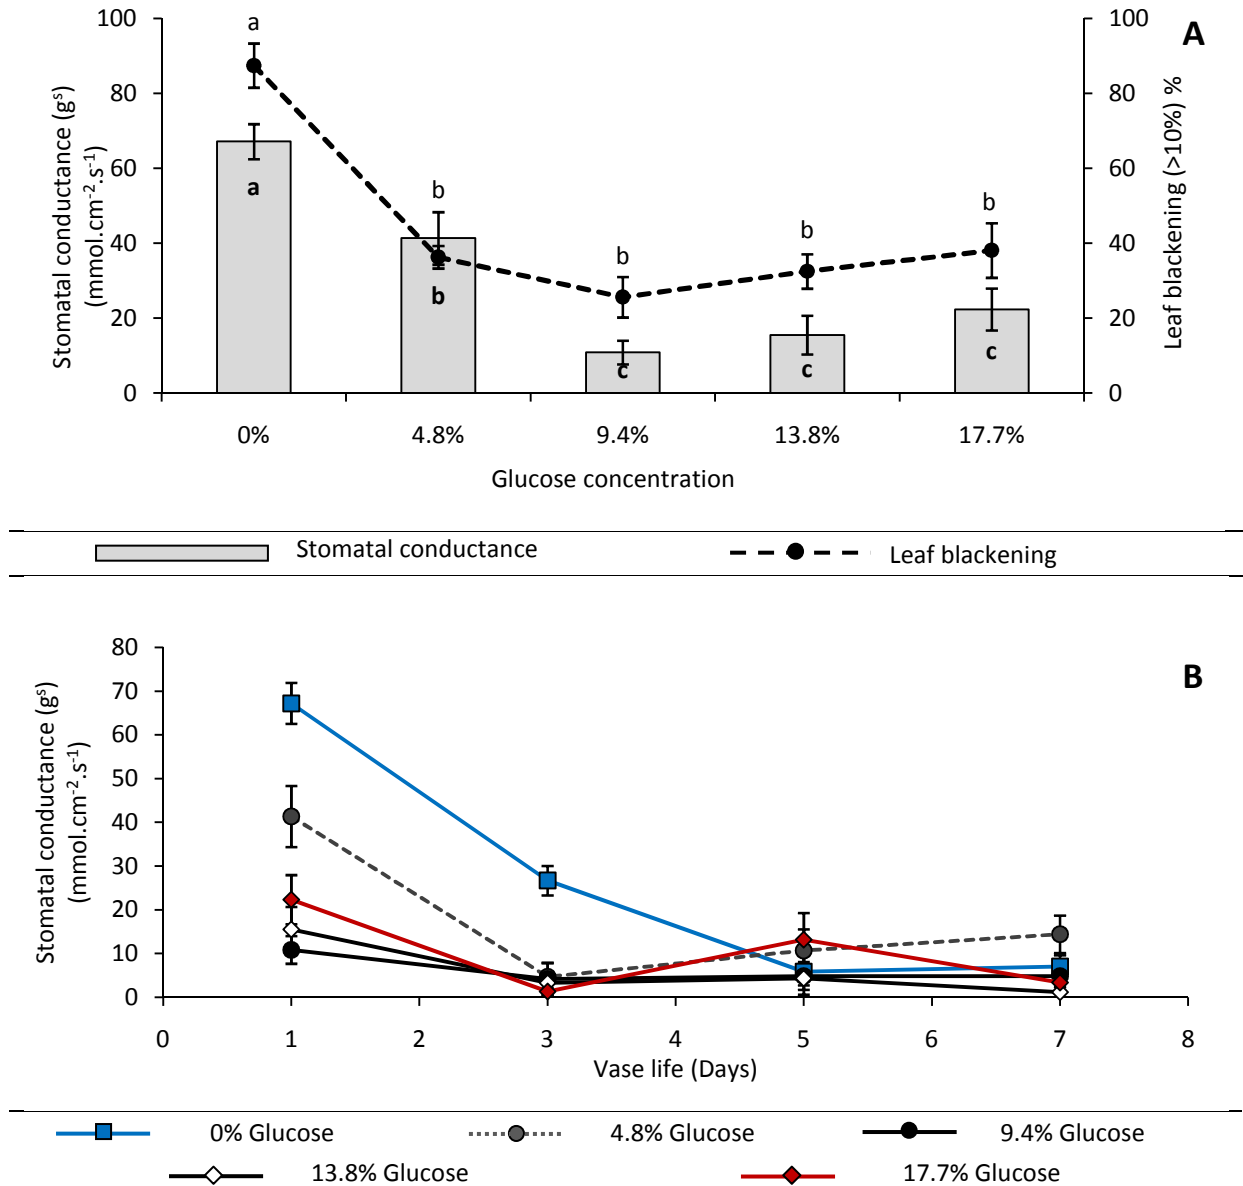 A
Stomatal conductance (gˢ)
(mmol.cm⁻².s⁻¹)
100
80
60
40
20
0
a
b
b
b
b
a
b
c
c
c
100
80
60
40
20
0
Leaf blackening (>10%) %
0% 4.8% 9.4% 13.8% 17.7%
Glucose concentration
Stomatal conductance Leaf blackening
B
Stomatal conductance (gˢ)
(mmol.cm⁻².s⁻¹)
80
70
60
50
40
30
20
10
0
0 1 2 3 4 5 6 7 8
Vase life (Days)
0% Glucose 4.8% Glucose 9.4% Glucose
13.8% Glucose 17.7% Glucose